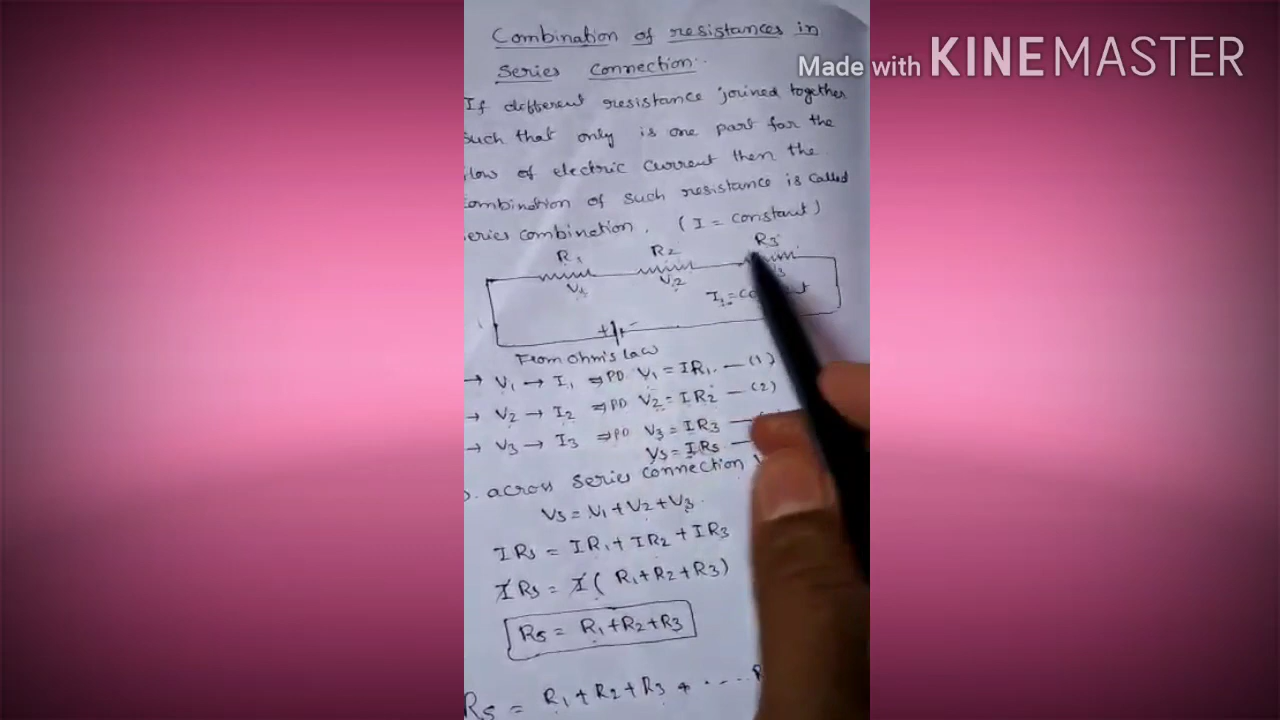 Combination of resistances in
Series Connection..
Made with KINEMASTER
If different resistance joined together
such that only is one part for the
flow of electric current then the
combination of such resistance is called
series combination. (I = constant)
R1 R2 R3
V1 V2 V3
I =
+ -
From ohm's law
→ V1 → I1 ⇒ PD V1 = IR1. — (1)
→ V2 → I2 ⇒ PD V2 = IR2 — (2)
→ V3 → I3 ⇒ PD V3 = IR3 —
Vs = IRs —
across series connection
Vs = V1 + V2 + V3.
IRs = IR1 + IR2 + IR3
IRs = I ( R1 + R2 + R3 )
Rs = R1 + R2 + R3
Rs = R1 + R2 + R3 + ....